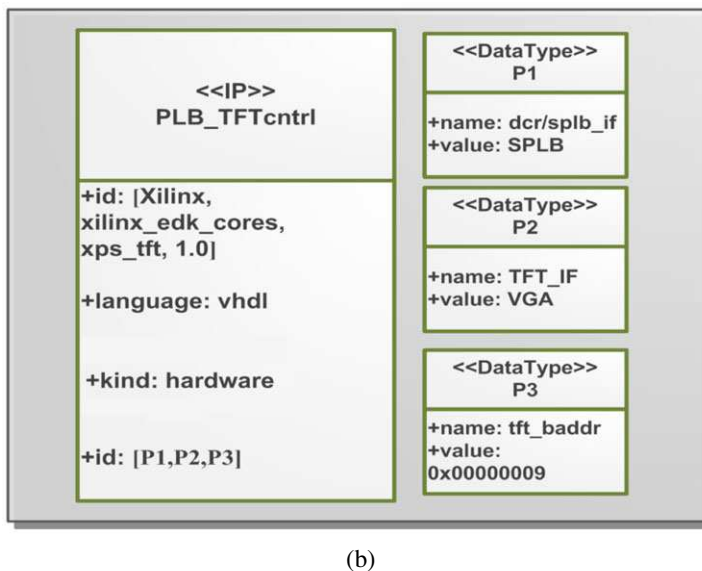 <<IP>>
PLB_TFTcntrl
+id: [Xilinx,
xilinx_edk_cores,
xps_tft, 1.0]
+language: vhdl
+kind: hardware
+id: [P1,P2,P3]
<<DataType>>
P1
+name: dcr/splb_if
+value: SPLB
<<DataType>>
P2
+name: TFT_IF
+value: VGA
<<DataType>>
P3
+name: tft_baddr
+value:
0x00000009
(b)